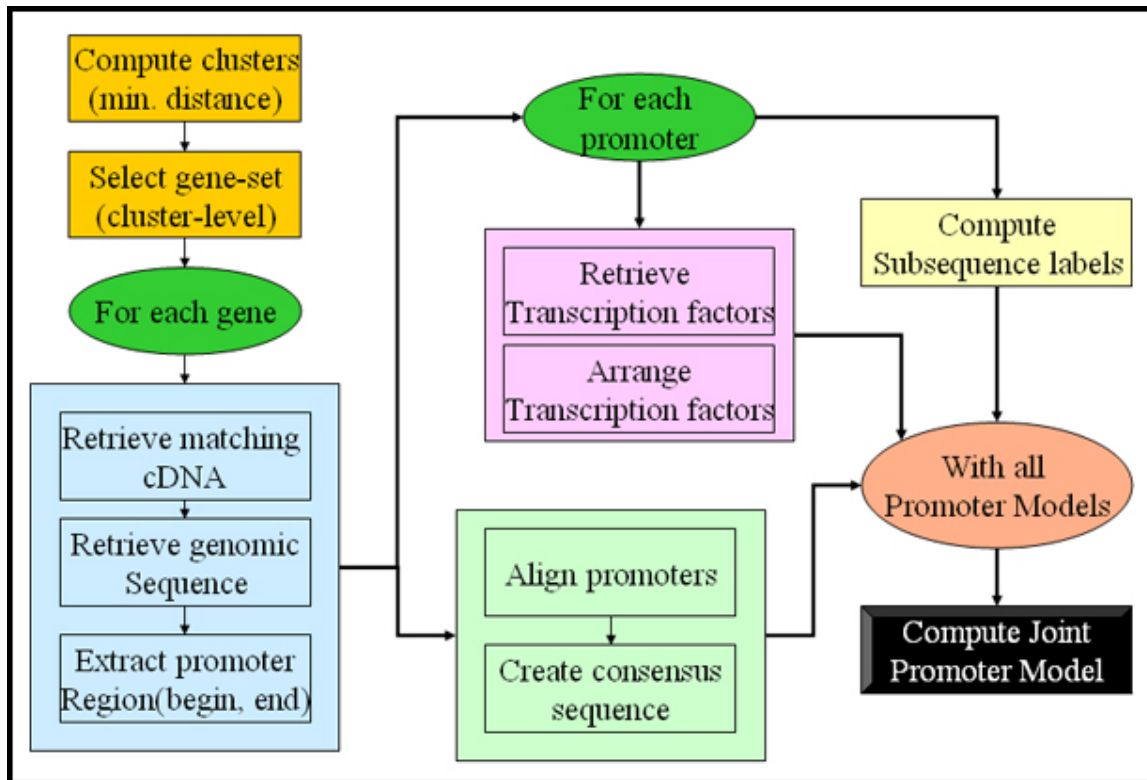 Compute clusters
(min. distance)
Select gene-set
(cluster-level)
For each gene
Retrieve matching
cDNA
Retrieve genomic
Sequence
Extract promoter
Region(begin, end)
For each
promoter
Retrieve
Transcription factors
Arrange
Transcription factors
Align promoters
Create consensus
sequence
Compute
Subsequence labels
With all
Promoter Models
Compute Joint
Promoter Model